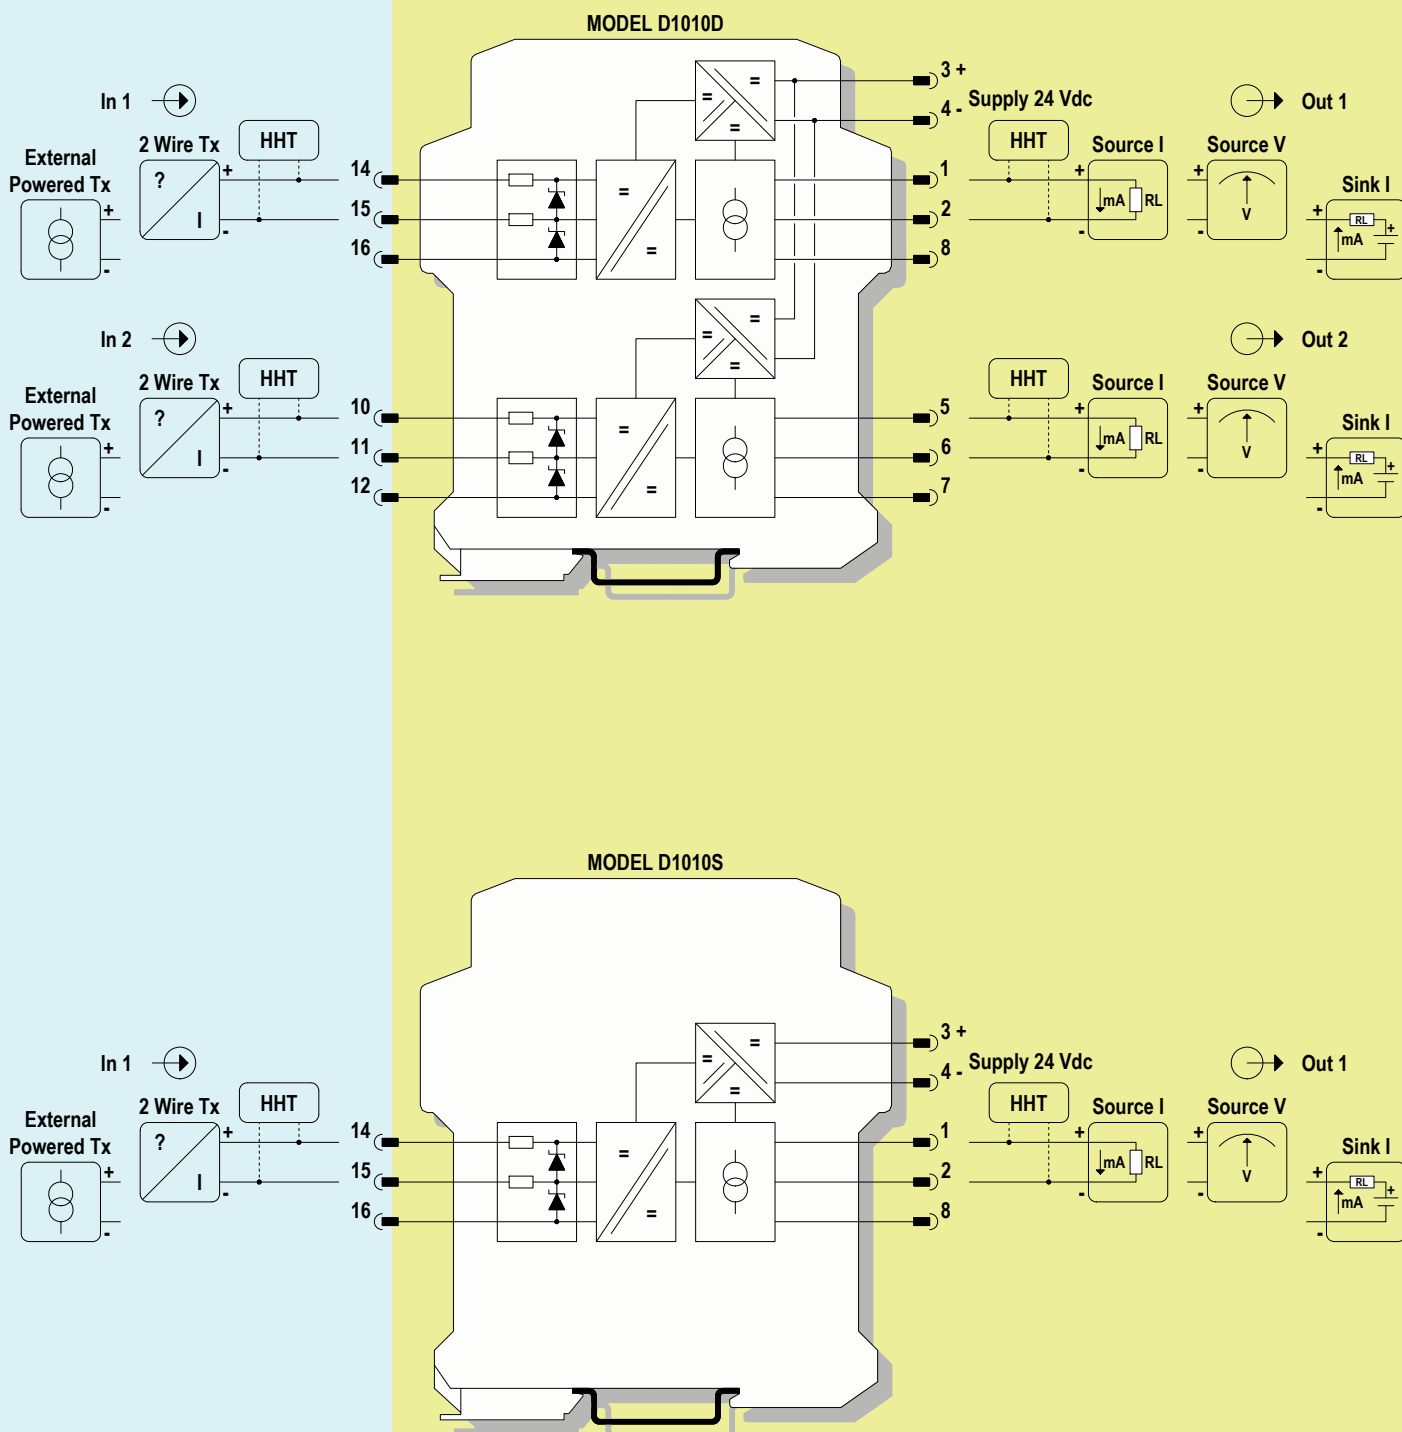 MODEL D1010D
In 1
External
Powered Tx
+
-
2 Wire Tx
?
I
+
-
HHT
14
15
16
=
=
=
=
=
3 +
4 -
Supply 24 Vdc
1
2
8
HHT
Out 1
Source I
+
-
mA
RL
Source V
+
-
V
Sink I
+
-
RL
mA
+
In 2
External
Powered Tx
+
-
2 Wire Tx
?
I
+
-
HHT
10
11
12
=
=
=
=
=
5
6
7
HHT
Out 2
Source I
+
-
mA
RL
Source V
+
-
V
Sink I
+
-
RL
mA
+
MODEL D1010S
In 1
External
Powered Tx
+
-
2 Wire Tx
?
I
+
-
HHT
14
15
16
=
=
=
=
=
3 +
4 -
Supply 24 Vdc
1
2
8
HHT
Out 1
Source I
+
-
mA
RL
Source V
+
-
V
Sink I
+
-
RL
mA
+